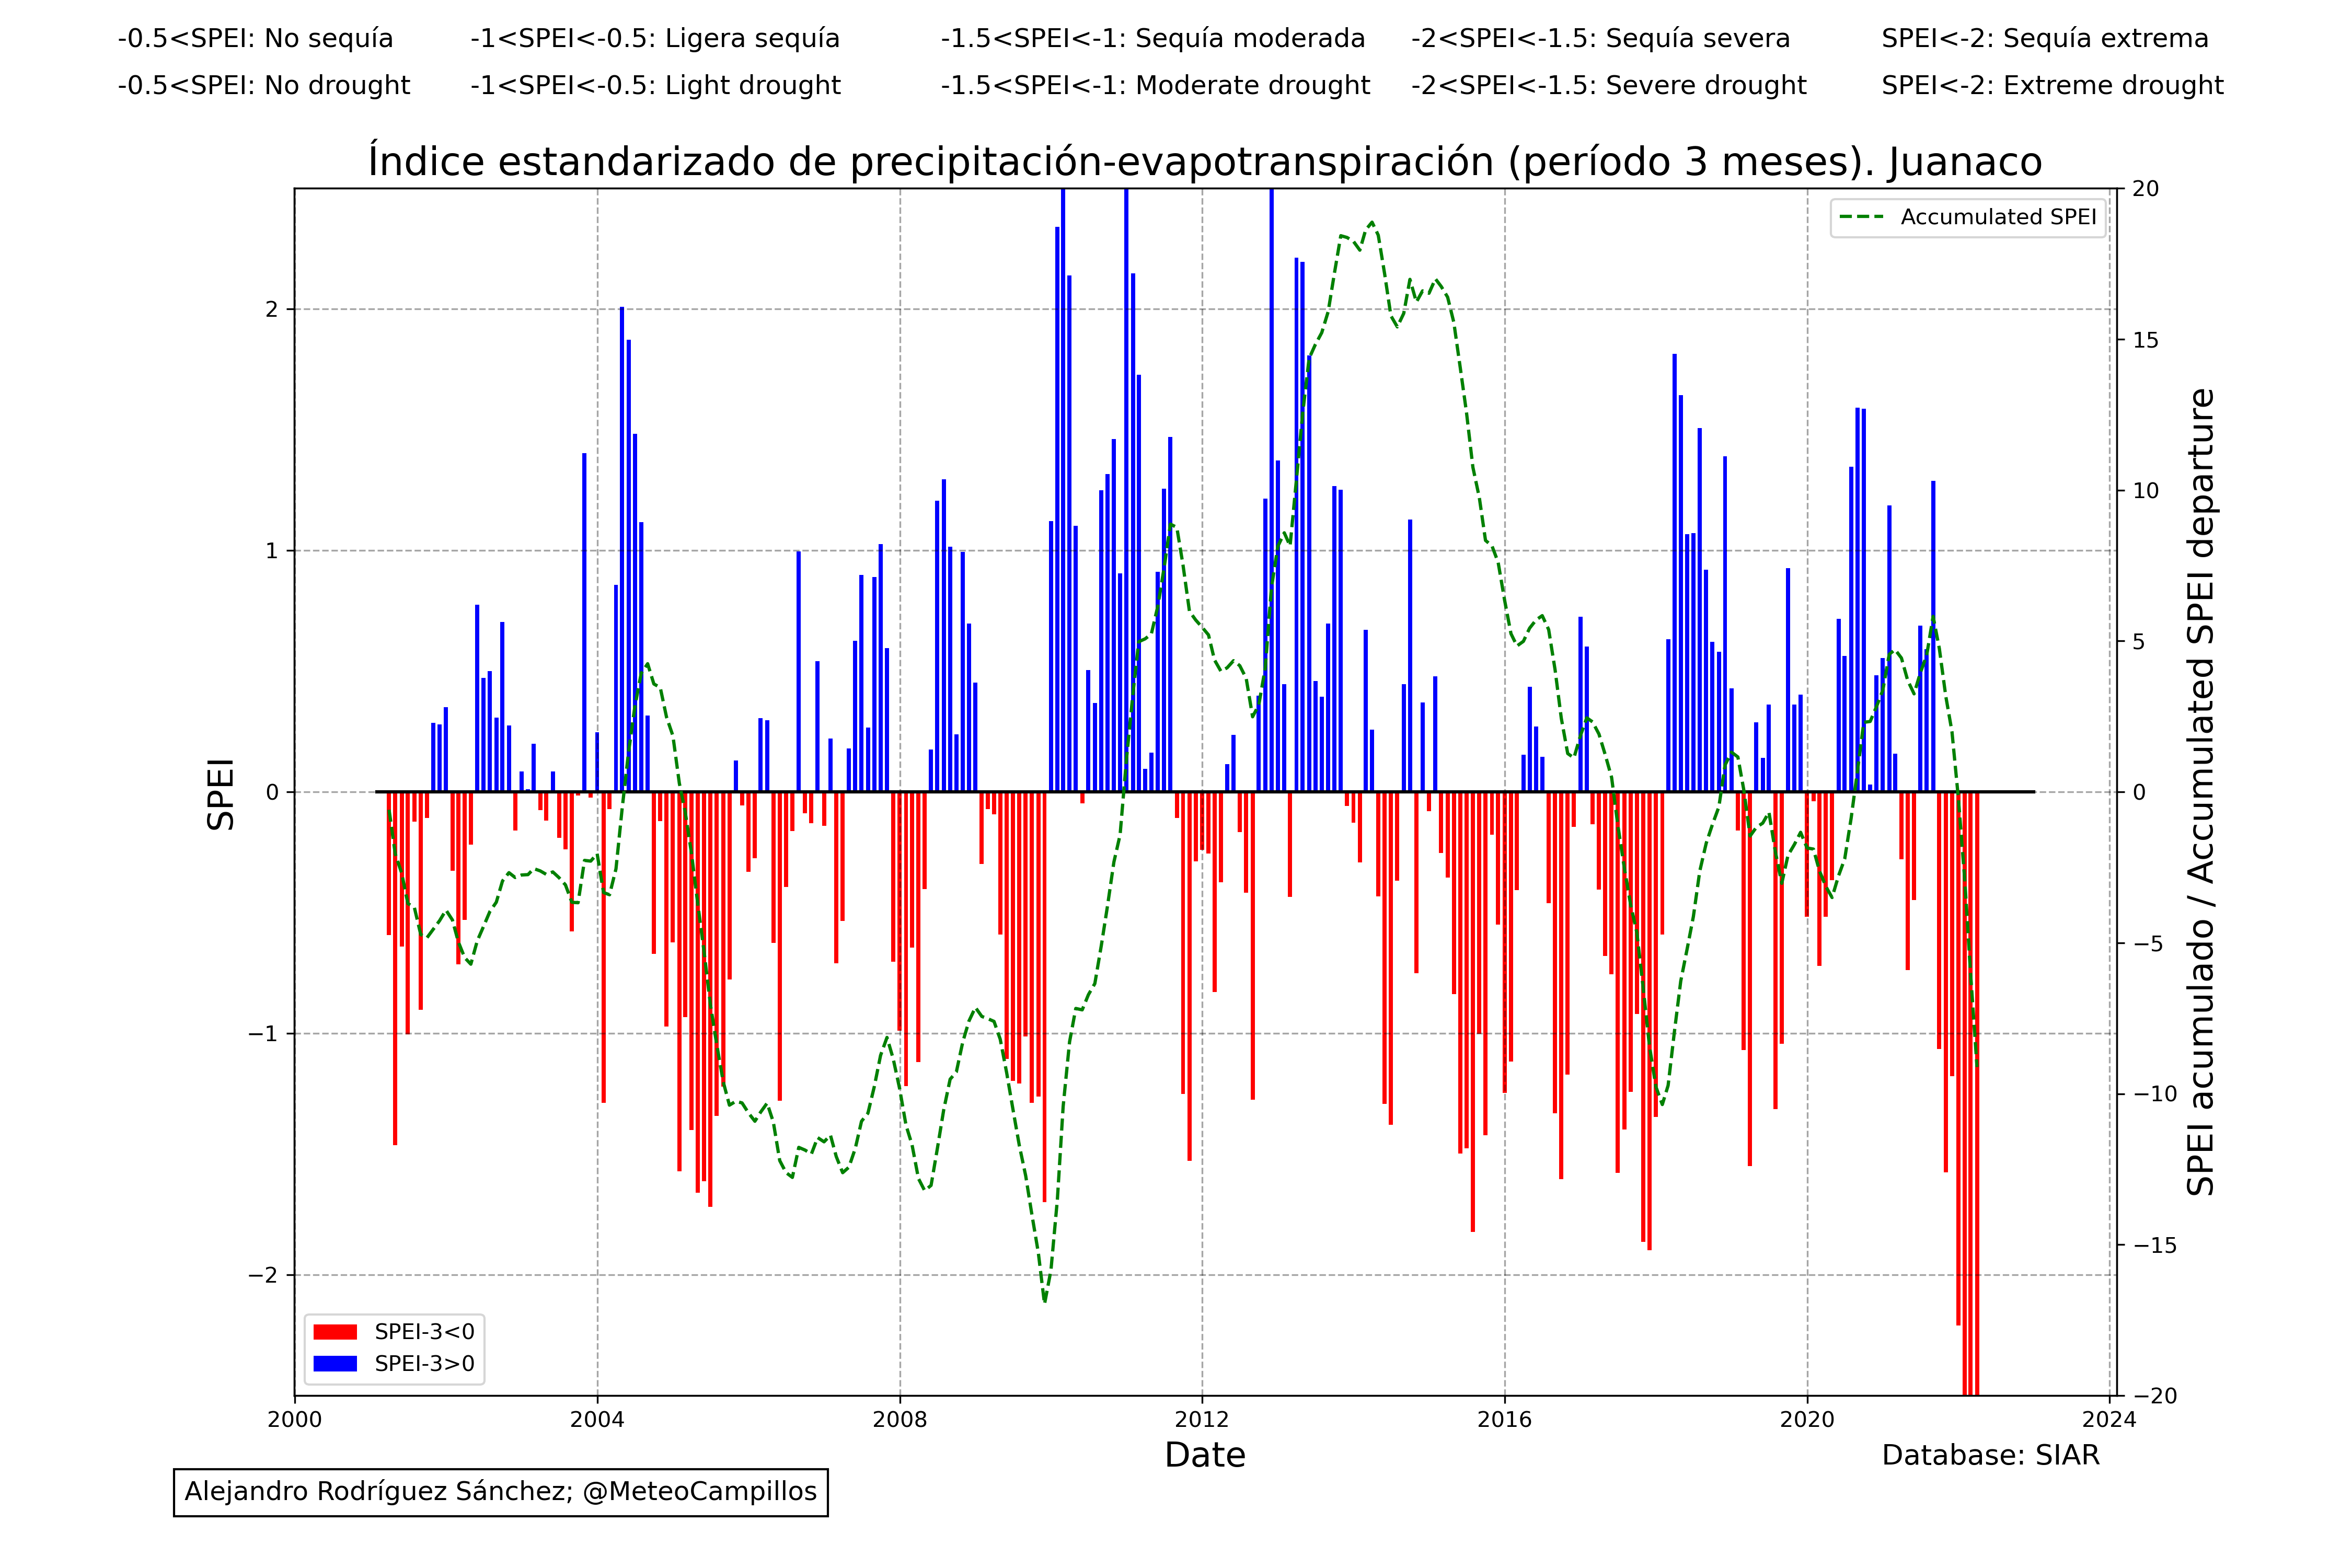 -0.5<SPEI: No sequía -1<SPEI<-0.5: Ligera sequía -1.5<SPEI<-1: Sequía moderada -2<SPEI<-1.5: Sequía severa SPEI<-2: Sequía extrema
-0.5<SPEI: No drought -1<SPEI<-0.5: Light drought -1.5<SPEI<-1: Moderate drought -2<SPEI<-1.5: Severe drought SPEI<-2: Extreme drought
Índice estandarizado de precipitación-evapotranspiración (período 3 meses). Juanaco
Accumulated SPEI
2
1
0
−1
−2
SPEI
20
15
10
5
0
−5
−10
−15
−20
SPEI acumulado / Accumulated SPEI departure
SPEI-3<0
SPEI-3>0
2000 2004 2008 2012 2016 2020 2024
Date
Database: SIAR
Alejandro Rodríguez Sánchez; @MeteoCampillos